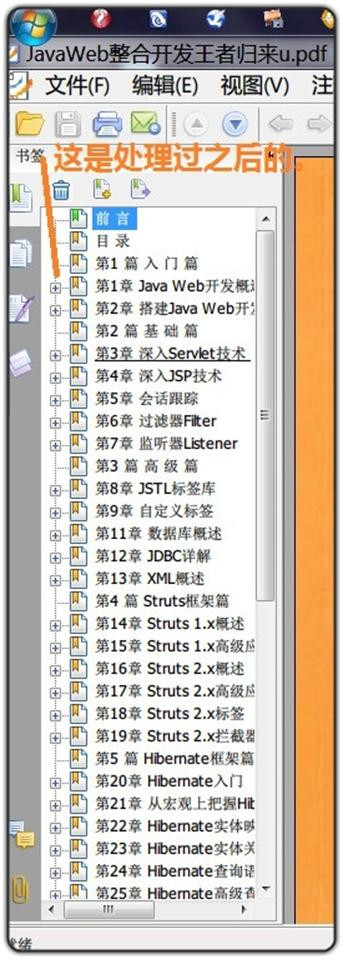 JavaWeb整合开发王者归来u.pdf
文件(F) 编辑(E) 视图(V) 注
书签
这是处理过之后的。
前 言
目 录
第1 篇 入 门 篇
第1章 Java Web开发概
第2章 搭建Java Web开
第2 篇 基 础 篇
第3章 深入Servlet技术
第4章 深入JSP技术
第5章 会话跟踪
第6章 过滤器Filter
第7章 监听器Listener
第3 篇 高 级 篇
第8章 JSTL标签库
第9章 自定义标签
第11章 数据库概述
第12章 JDBC详解
第13章 XML概述
第4 篇 Struts框架篇
第14章 Struts 1.x概述
第15章 Struts 1.x高级应
第16章 Struts 2.x概述
第17章 Struts 2.x高级应
第18章 Struts 2.x标签
第19章 Struts 2.x拦截器
第5 篇 Hibernate框架篇
第20章 Hibernate入门
第21章 从宏观上把握Hib
第22章 Hibernate实体映
第23章 Hibernate实体关
第24章 Hibernate查询语
第25章 Hibernate高级查
就绪